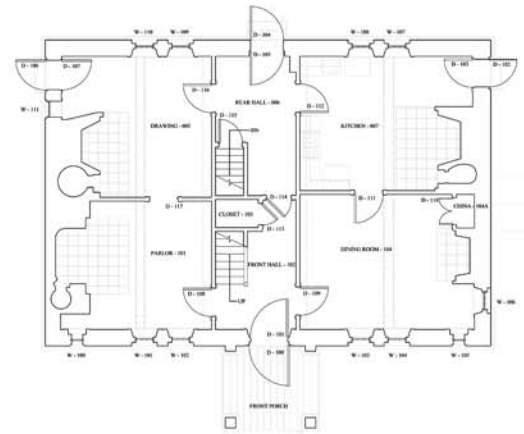 W - 110
W - 109
D - 104
D - 105
W - 108
W - 107
D - 106
D - 107
D - 103
D - 102
W - 111
D - 116
REAR HALL - 006
D - 112
D - 115
DN
DRAWING - 005
KITCHEN - 007
D - 117
D - 114
D - 111
D - 110
CHINA - 004A
CLOSET - 103
D - 113
PARLOR - 101
FRONT HALL - 102
DINING ROOM - 104
D - 108
UP
D - 109
W - 106
D - 101
D - 100
W - 100
W - 101
W - 102
W - 103
W - 104
W - 105
FRONT PORCH